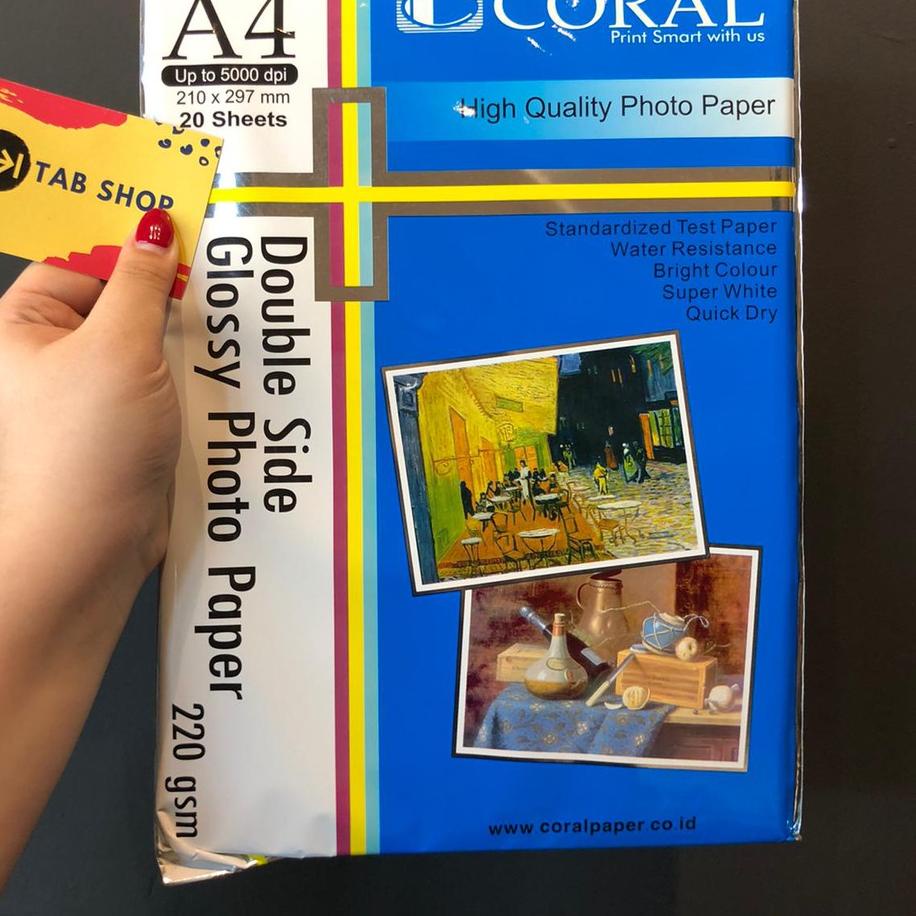 A4
Up to 5000 dpi
210 x 297 mm
20 Sheets
CORAL
Print Smart with us
High Quality Photo Paper
TAB SHOP
Standardized Test Paper
Water Resistance
Bright Colour
Super White
Quick Dry
Double Side
Glossy Photo Paper
220 gsm
www.coralpaper.co.id